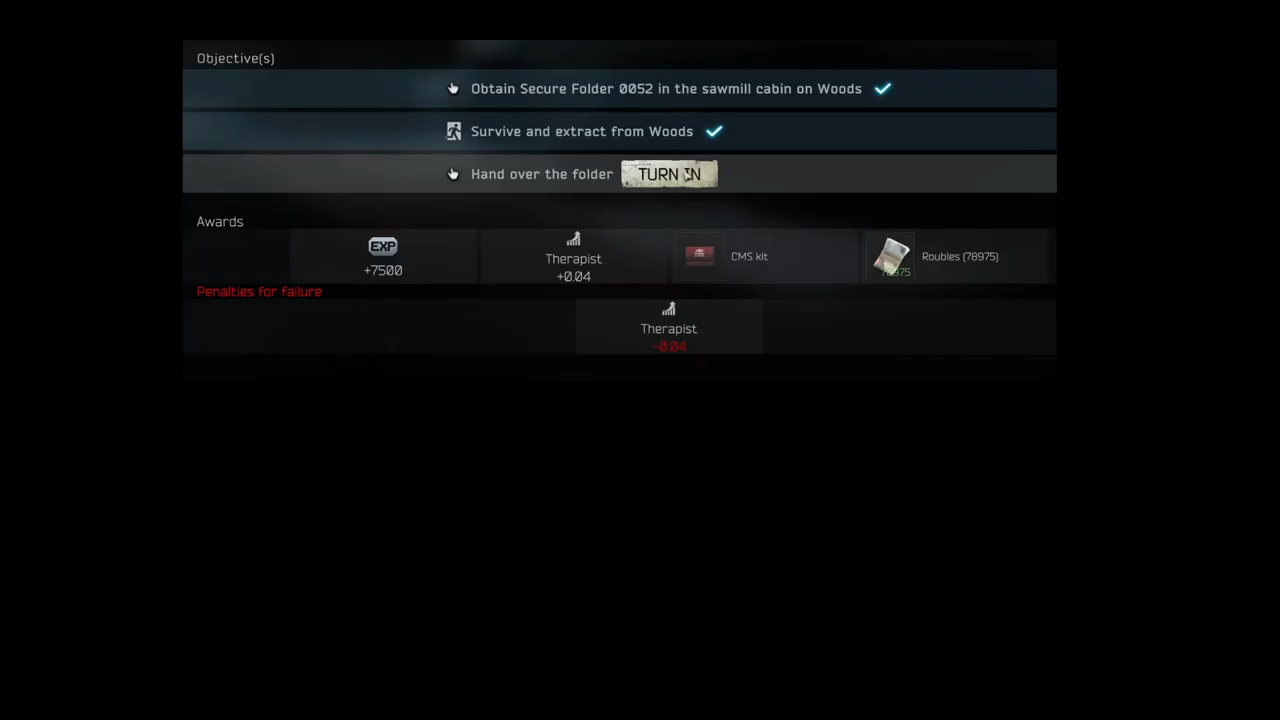 Objective(s)
Obtain Secure Folder 0052 in the sawmill cabin on Woods
Survive and extract from Woods
Hand over the folder TURN IN
Awards
EXP
+7500
Therapist
+0.04
CMS kit
Roubles (78975)
Penalties for failure
Therapist
-0.04